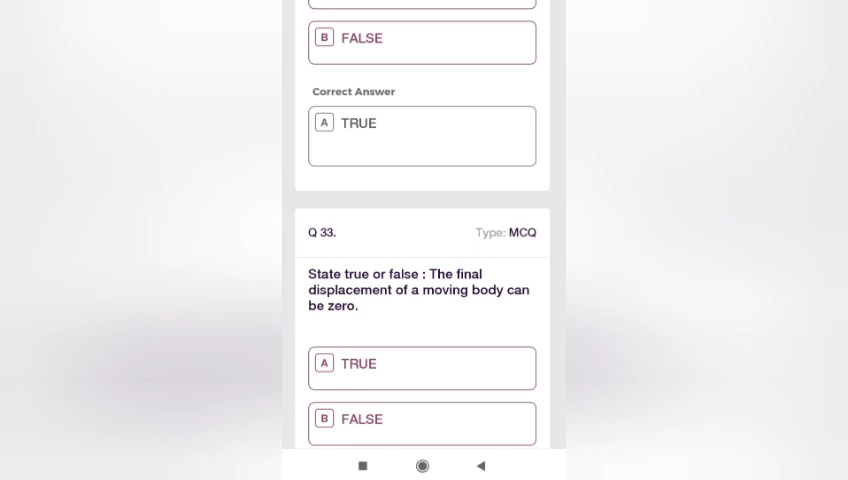 B FALSE
Correct Answer
A TRUE
Q 33.
Type: MCQ
State true or false : The final
displacement of a moving body can
be zero.
A TRUE
B FALSE